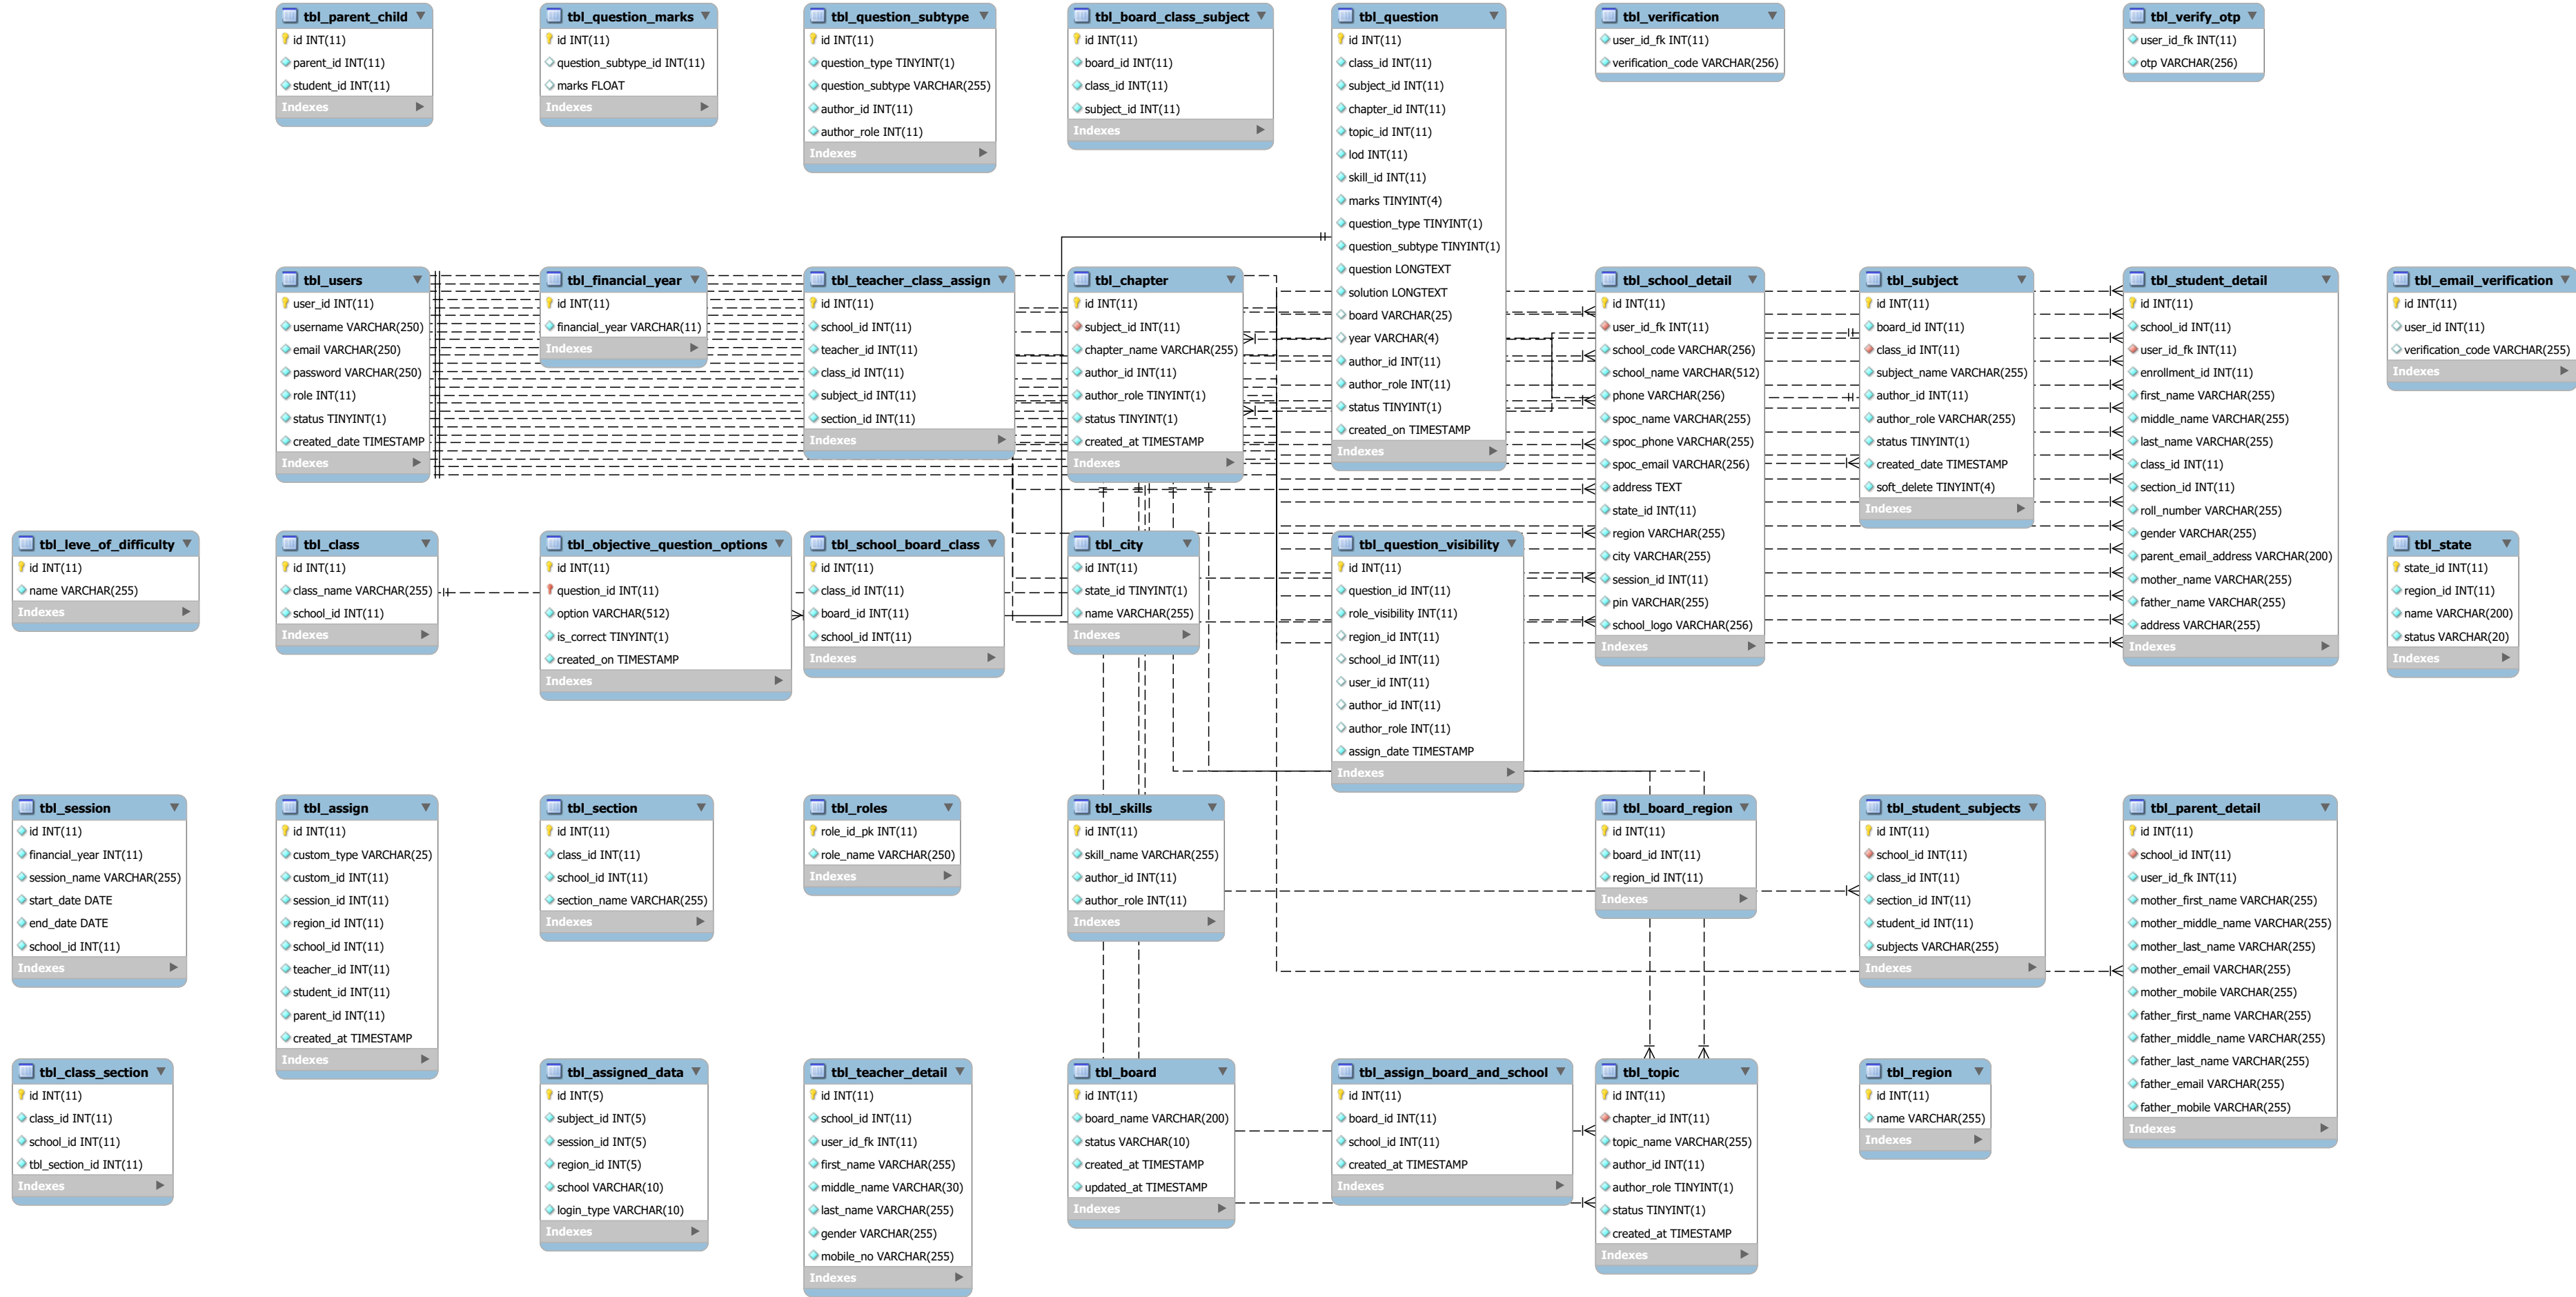 tbl_parent_child
id INT(11)
parent_id INT(11)
student_id INT(11)
Indexes
tbl_question_marks
id INT(11)
question_subtype_id INT(11)
marks FLOAT
Indexes
tbl_question_subtype
id INT(11)
question_type TINYINT(1)
question_subtype VARCHAR(255)
author_id INT(11)
author_role INT(11)
Indexes
tbl_board_class_subject
id INT(11)
board_id INT(11)
class_id INT(11)
subject_id INT(11)
Indexes
tbl_question
id INT(11)
class_id INT(11)
subject_id INT(11)
chapter_id INT(11)
topic_id INT(11)
lod INT(11)
skill_id INT(11)
marks TINYINT(4)
question_type TINYINT(1)
question_subtype TINYINT(1)
question LONGTEXT
solution LONGTEXT
board VARCHAR(25)
year VARCHAR(4)
author_id INT(11)
author_role INT(11)
status TINYINT(1)
created_on TIMESTAMP
Indexes
tbl_verification
user_id_fk INT(11)
verification_code VARCHAR(256)
tbl_verify_otp
user_id_fk INT(11)
otp VARCHAR(256)
tbl_users
user_id INT(11)
username VARCHAR(250)
email VARCHAR(250)
password VARCHAR(250)
role INT(11)
status TINYINT(1)
created_date TIMESTAMP
Indexes
tbl_financial_year
id INT(11)
financial_year VARCHAR(11)
Indexes
tbl_teacher_class_assign
id INT(11)
school_id INT(11)
teacher_id INT(11)
class_id INT(11)
subject_id INT(11)
section_id INT(11)
Indexes
tbl_chapter
id INT(11)
subject_id INT(11)
chapter_name VARCHAR(255)
author_id INT(11)
author_role TINYINT(1)
status TINYINT(1)
created_at TIMESTAMP
Indexes
tbl_school_detail
id INT(11)
user_id_fk INT(11)
school_code VARCHAR(256)
school_name VARCHAR(512)
phone VARCHAR(256)
spoc_name VARCHAR(255)
spoc_phone VARCHAR(255)
spoc_email VARCHAR(256)
address TEXT
state_id INT(11)
region VARCHAR(255)
city VARCHAR(255)
session_id INT(11)
pin VARCHAR(255)
school_logo VARCHAR(256)
Indexes
tbl_subject
id INT(11)
board_id INT(11)
class_id INT(11)
subject_name VARCHAR(255)
author_id INT(11)
author_role VARCHAR(255)
status TINYINT(1)
created_date TIMESTAMP
soft_delete TINYINT(4)
Indexes
tbl_student_detail
id INT(11)
school_id INT(11)
user_id_fk INT(11)
enrollment_id INT(11)
first_name VARCHAR(255)
middle_name VARCHAR(255)
last_name VARCHAR(255)
class_id INT(11)
section_id INT(11)
roll_number VARCHAR(255)
gender VARCHAR(255)
parent_email_address VARCHAR(200)
mother_name VARCHAR(255)
father_name VARCHAR(255)
address VARCHAR(255)
Indexes
tbl_email_verification
id INT(11)
user_id INT(11)
verification_code VARCHAR(255)
Indexes
tbl_leve_of_difficulty
id INT(11)
name VARCHAR(255)
Indexes
tbl_class
id INT(11)
class_name VARCHAR(255)
school_id INT(11)
Indexes
tbl_objective_question_options
id INT(11)
question_id INT(11)
option VARCHAR(512)
is_correct TINYINT(1)
created_on TIMESTAMP
Indexes
tbl_school_board_class
id INT(11)
class_id INT(11)
board_id INT(11)
school_id INT(11)
Indexes
tbl_city
id INT(11)
state_id TINYINT(1)
name VARCHAR(255)
Indexes
tbl_question_visibility
id INT(11)
question_id INT(11)
role_visibility INT(11)
region_id INT(11)
school_id INT(11)
user_id INT(11)
author_id INT(11)
author_role INT(11)
assign_date TIMESTAMP
Indexes
tbl_state
state_id INT(11)
region_id INT(11)
name VARCHAR(200)
status VARCHAR(20)
Indexes
tbl_session
id INT(11)
financial_year INT(11)
session_name VARCHAR(255)
start_date DATE
end_date DATE
school_id INT(11)
Indexes
tbl_assign
id INT(11)
custom_type VARCHAR(25)
custom_id INT(11)
session_id INT(11)
region_id INT(11)
school_id INT(11)
teacher_id INT(11)
student_id INT(11)
parent_id INT(11)
created_at TIMESTAMP
Indexes
tbl_section
id INT(11)
class_id INT(11)
school_id INT(11)
section_name VARCHAR(255)
Indexes
tbl_roles
role_id_pk INT(11)
role_name VARCHAR(250)
Indexes
tbl_skills
id INT(11)
skill_name VARCHAR(255)
author_id INT(11)
author_role INT(11)
Indexes
tbl_board_region
id INT(11)
board_id INT(11)
region_id INT(11)
Indexes
tbl_student_subjects
id INT(11)
school_id INT(11)
class_id INT(11)
section_id INT(11)
student_id INT(11)
subjects VARCHAR(255)
Indexes
tbl_parent_detail
id INT(11)
school_id INT(11)
user_id_fk INT(11)
mother_first_name VARCHAR(255)
mother_middle_name VARCHAR(255)
mother_last_name VARCHAR(255)
mother_email VARCHAR(255)
mother_mobile VARCHAR(255)
father_first_name VARCHAR(255)
father_middle_name VARCHAR(255)
father_last_name VARCHAR(255)
father_email VARCHAR(255)
father_mobile VARCHAR(255)
Indexes
tbl_class_section
id INT(11)
class_id INT(11)
school_id INT(11)
tbl_section_id INT(11)
Indexes
tbl_assigned_data
id INT(5)
subject_id INT(5)
session_id INT(5)
region_id INT(5)
school VARCHAR(10)
login_type VARCHAR(10)
Indexes
tbl_teacher_detail
id INT(11)
school_id INT(11)
user_id_fk INT(11)
first_name VARCHAR(255)
middle_name VARCHAR(30)
last_name VARCHAR(255)
gender VARCHAR(255)
mobile_no VARCHAR(255)
Indexes
tbl_board
id INT(11)
board_name VARCHAR(200)
status VARCHAR(10)
created_at TIMESTAMP
updated_at TIMESTAMP
Indexes
tbl_assign_board_and_school
id INT(11)
board_id INT(11)
school_id INT(11)
created_at TIMESTAMP
Indexes
tbl_topic
id INT(11)
chapter_id INT(11)
topic_name VARCHAR(255)
author_id INT(11)
author_role TINYINT(1)
status TINYINT(1)
created_at TIMESTAMP
Indexes
tbl_region
id INT(11)
name VARCHAR(255)
Indexes